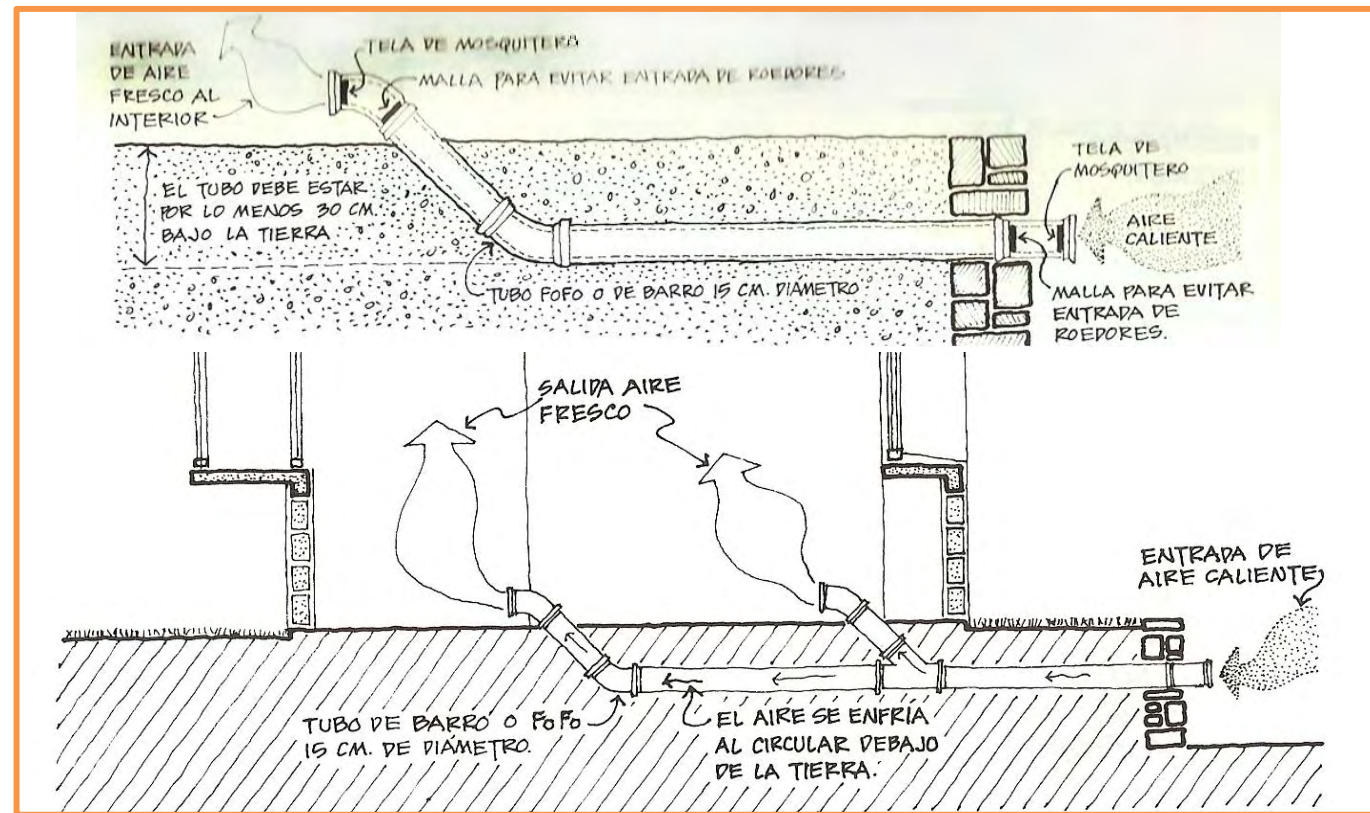 ENTRADA
DE AIRE
FRESCO AL
INTERIOR
TELA DE MOSQUITERO
MALLA PARA EVITAR ENTRADA DE ROEDORES
EL TUBO DEBE ESTAR
POR LO MENOS 30 CM.
BAJO LA TIERRA
TUBO FOFO O DE BARRO 15 CM. DIAMETRO
TELA DE
MOSQUITERO
AIRE
CALIENTE
MALLA PARA EVITAR
ENTRADA DE
ROEDORES.
SALIDA AIRE
FRESCO
ENTRADA DE
AIRE CALIENTE
TUBO DE BARRO O FoFo
15 CM. DE DIÁMETRO.
EL AIRE SE ENFRÍA
AL CIRCULAR DEBAJO
DE LA TIERRA.